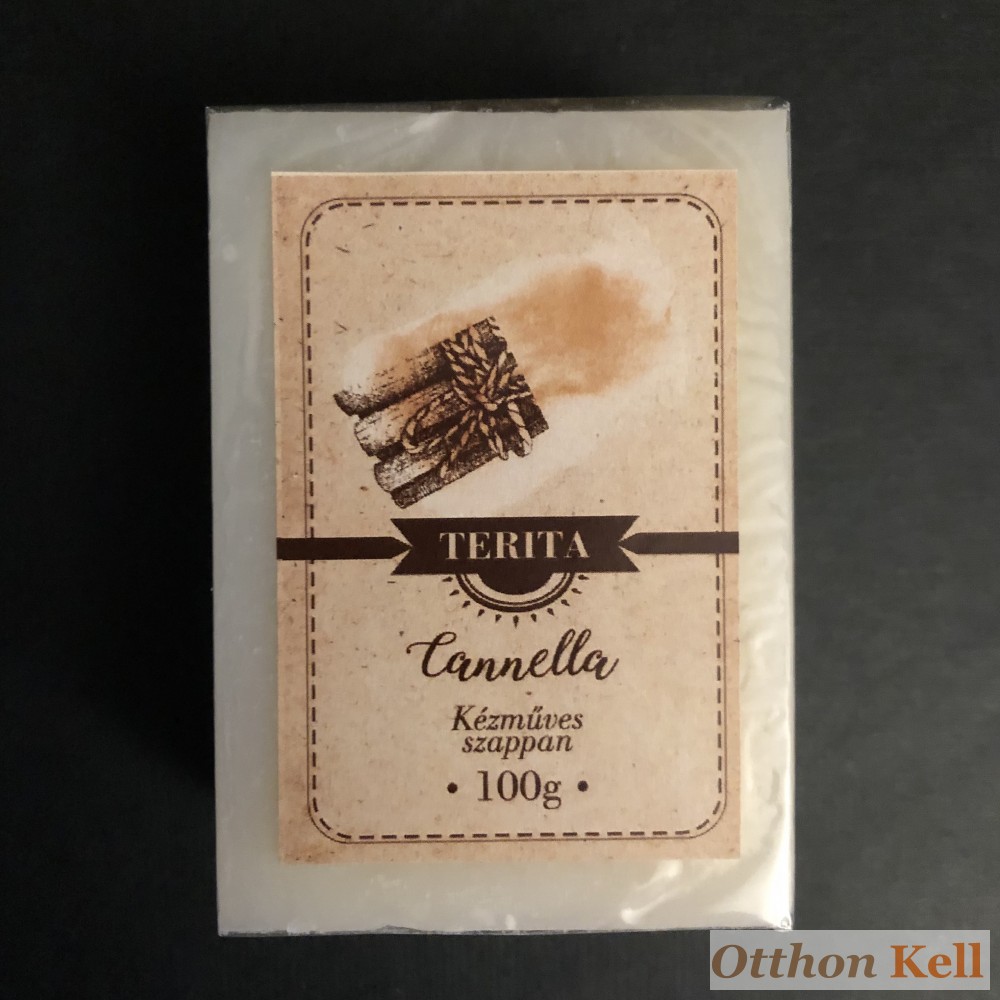 TERITA
Cannella
Kézműves
szappan
• 100g •
Otthon Kell